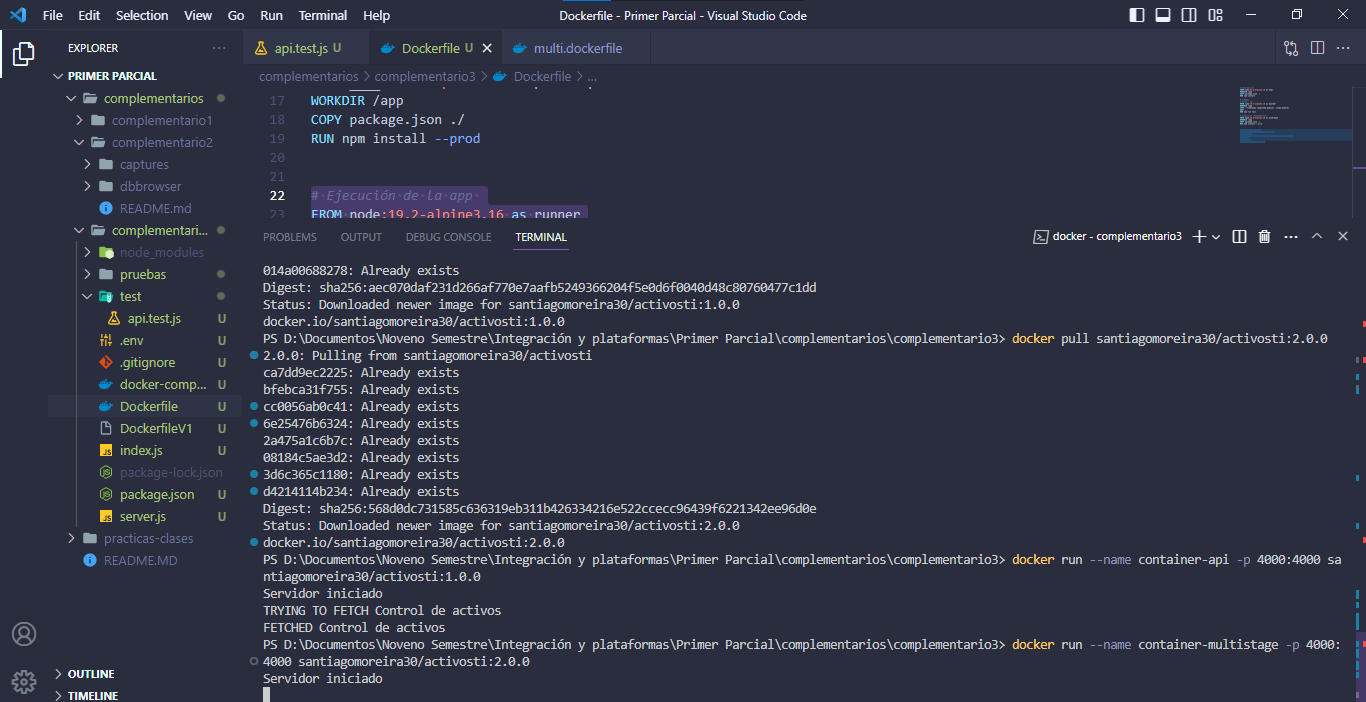 File Edit Selection View Go Run Terminal Help
Dockerfile - Primer Parcial - Visual Studio Code
EXPLORER
PRIMER PARCIAL
complementarios
complementario1
complementario2
captures
dbbrowser
README.md
complementari...
node_modules
pruebas
test
api.test.js U
.env U
.gitignore U
docker-comp... U
Dockerfile U
DockerfileV1 U
index.js U
package-lock.json
package.json U
server.js U
practicas-clases
README.MD
OUTLINE
TIMELINE
api.test.js U
Dockerfile U
multi.dockerfile
complementarios > complementario3 > Dockerfile > ...
17 WORKDIR /app
18 COPY package.json ./
19 RUN npm install --prod
20
21
22 # Ejecución de la app
23 FROM node:19.2-alpine3.16 as runner
PROBLEMS OUTPUT DEBUG CONSOLE TERMINAL
docker - complementario3
014a00688278: Already exists
Digest: sha256:aec070daf231d266af770e7aafb5249366204f5e0d6f0040d48c80760477c1dd
Status: Downloaded newer image for santiagomoreira30/activosti:1.0.0
docker.io/santiagomoreira30/activosti:1.0.0
PS D:\Documentos\Noveno Semestre\Integración y plataformas\Primer Parcial\complementarios\complementario3> docker pull santiagomoreira30/activosti:2.0.0
2.0.0: Pulling from santiagomoreira30/activosti
ca7dd9ec2225: Already exists
bfebca31f755: Already exists
cc0056ab0c41: Already exists
6e25476b6324: Already exists
2a475a1c6b7c: Already exists
08184c5ae3d2: Already exists
3d6c365c1180: Already exists
d4214114b234: Already exists
Digest: sha256:568d0dc731585c636319eb311b426334216e522ccecc96439f6221342ee96d0e
Status: Downloaded newer image for santiagomoreira30/activosti:2.0.0
docker.io/santiagomoreira30/activosti:2.0.0
PS D:\Documentos\Noveno Semestre\Integración y plataformas\Primer Parcial\complementarios\complementario3> docker run --name container-api -p 4000:4000 sa
ntiagomoreira30/activosti:1.0.0
Servidor iniciado
TRYING TO FETCH Control de activos
FETCHED Control de activos
PS D:\Documentos\Noveno Semestre\Integración y plataformas\Primer Parcial\complementarios\complementario3> docker run --name container-multistage -p 4000:
4000 santiagomoreira30/activosti:2.0.0
Servidor iniciado